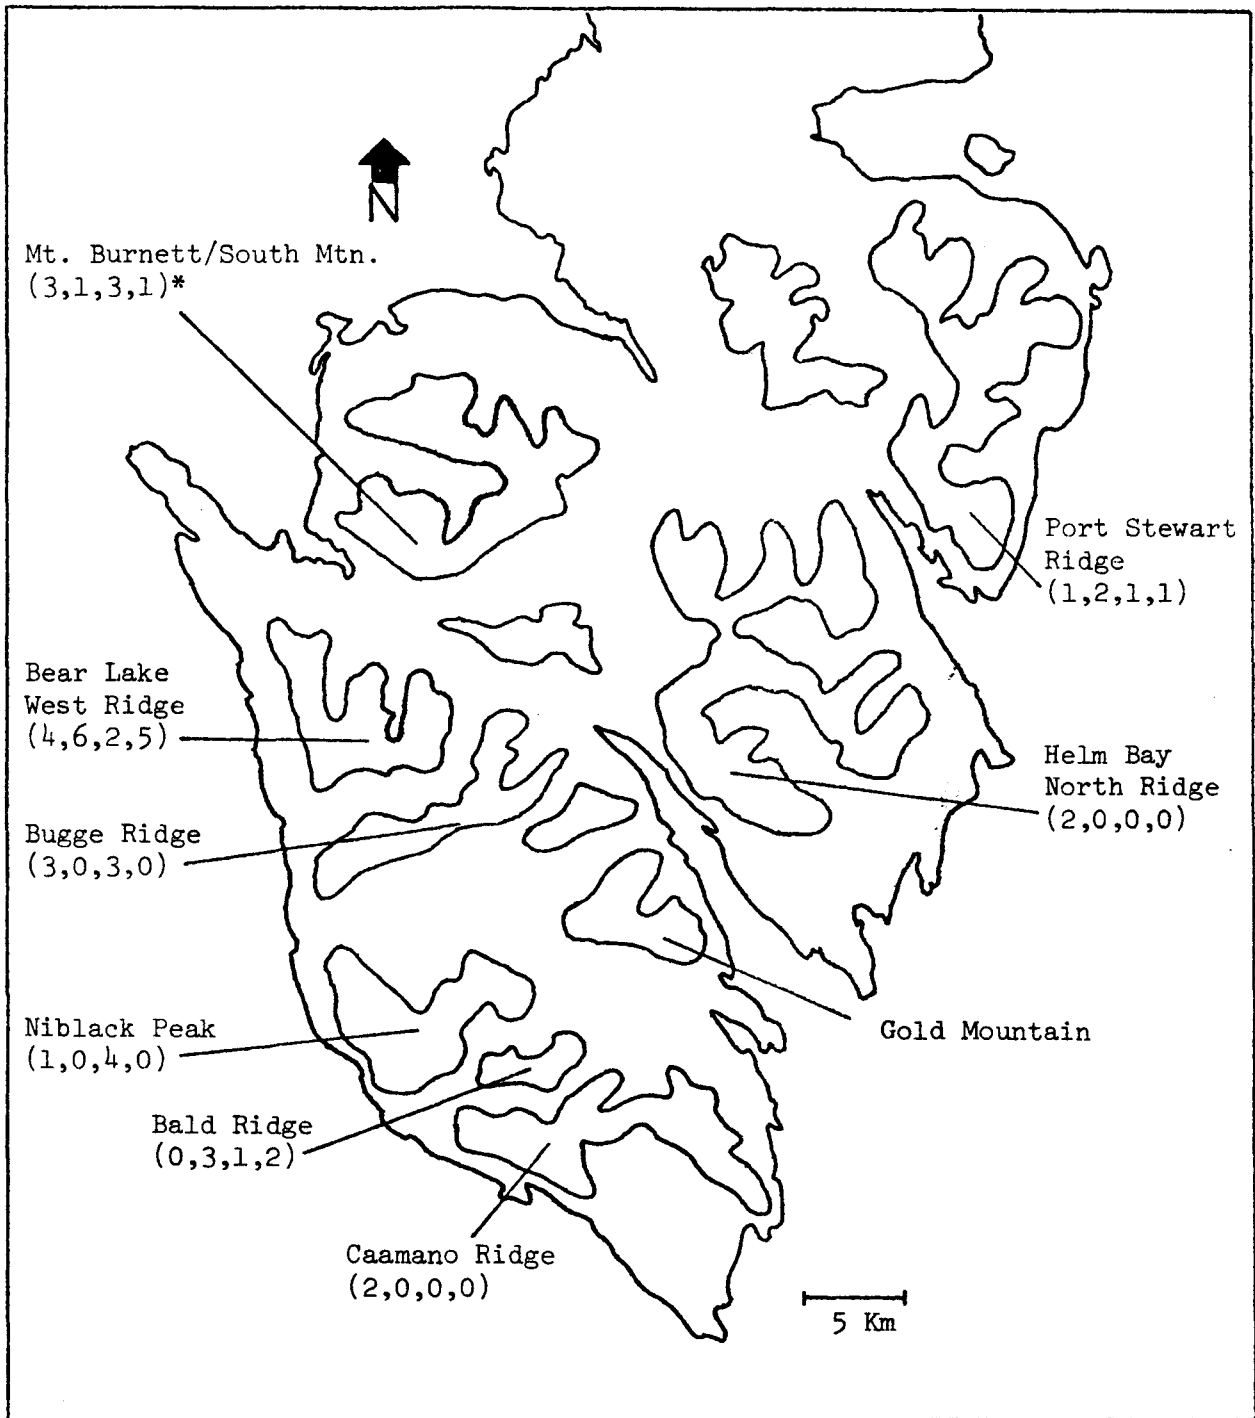 N
Mt. Burnett/South Mtn.
(3,1,3,1)*
Port Stewart
Ridge
(1,2,1,1)
Bear Lake
West Ridge
(4,6,2,5)
Helm Bay
North Ridge
(2,0,0,0)
Bugge Ridge
(3,0,3,0)
Niblack Peak
(1,0,4,0)
Gold Mountain
Bald Ridge
(0,3,1,2)
Caamano Ridge
(2,0,0,0)
5 Km